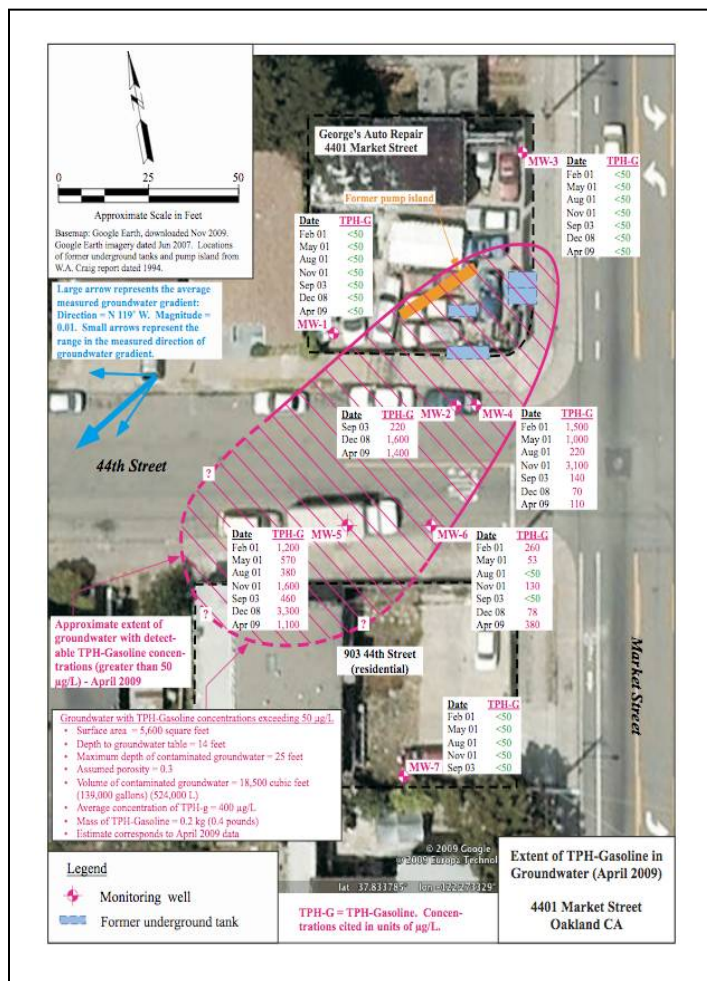 0
25
50
Approximate Scale in Feet
Basemap: Google Earth, downloaded Nov 2009.
Google Earth imagery dated Jun 2007. Locations
of former underground tanks and pump island from
W.A. Craig report dated 1994.
Large arrow represents the average
measured groundwater gradient:
Direction = N 119° W. Magnitude =
0.01. Small arrows represent the
range in the measured direction of
groundwater gradient.
George's Auto Repair
4401 Market Street
MW-3
Date TPH-G
Feb 01 <50
May 01 <50
Aug 01 <50
Nov 01 <50
Sep 03 <50
Dec 08 <50
Apr 09 <50
Former pump island
Date TPH-G
Feb 01 <50
May 01 <50
Aug 01 <50
Nov 01 <50
Sep 03 <50
Dec 08 <50
Apr 09 <50
MW-1
Date TPH-G
Sep 03 220
Dec 08 1,600
Apr 09 1,400
MW-2
MW-4
Date TPH-G
Feb 01 1,500
May 01 1,000
Aug 01 220
Nov 01 3,100
Sep 03 140
Dec 08 70
Apr 09 110
44th Street
?
Date TPH-G
Feb 01 1,200
May 01 570
Aug 01 380
Nov 01 1,600
Sep 03 460
Dec 08 3,300
Apr 09 1,100
MW-5
MW-6
Date TPH-G
Feb 01 260
May 01 53
Aug 01 <50
Nov 01 130
Sep 03 <50
Dec 08 78
Apr 09 380
Approximate extent of
groundwater with detect-
able TPH-Gasoline concen-
trations (greater than 50
µg/L) - April 2009
?
?
903 44th Street
(residential)
Market Street
Groundwater with TPH-Gasoline concentrations exceeding 50 µg/L
• Surface area = 5,600 square feet
• Depth to groundwater table = 14 feet
• Maximum depth of contaminated groundwater = 25 feet
• Assumed porosity = 0.3
• Volume of contaminated groundwater = 18,500 cubic feet
(139,000 gallons) (524,000 L)
• Average concentration of TPH-g = 400 µg/L
• Mass of TPH-Gasoline = 0.2 kg (0.4 pounds)
• Estimate corresponds to April 2009 data
MW-7
Date TPH-G
Feb 01 <50
May 01 <50
Aug 01 <50
Nov 01 <50
Sep 03 <50
© 2009 Google
© 2009 Europa Technol
lat 37.833785° lon -122.273329°
Legend
Monitoring well
Former underground tank
TPH-G = TPH-Gasoline. Concen-
trations cited in units of µg/L.
Extent of TPH-Gasoline in
Groundwater (April 2009)
4401 Market Street
Oakland CA